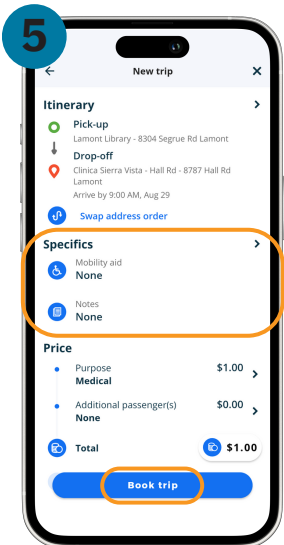 5
New trip
Itinerary
Pick-up
Lamont Library - 8304 Segrue Rd Lamont
Drop-off
Clinica Sierra Vista - Hall Rd - 8787 Hall Rd
Lamont
Arrive by 9:00 AM, Aug 29
Swap address order
Specifics
Mobility aid
None
Notes
None
Price
Purpose $1.00
Medical
Additional passenger(s) $0.00
None
Total $1.00
Book trip